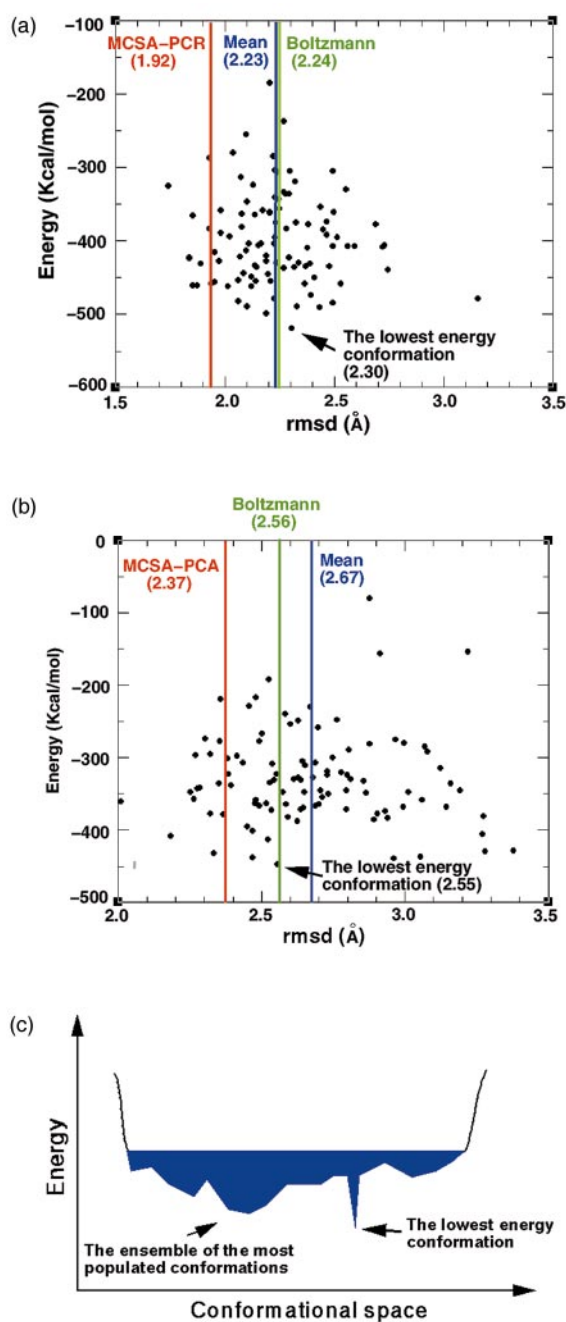 (a)
MCSA-PCR
(1.92)
Mean
(2.23)
Boltzmann
(2.24)
-100
-200
-300
-400
-500
-600
Energy (Kcal/mol)
The lowest energy
conformation
(2.30)
1.5 2.0 2.5 3.0 3.5
rmsd (Å)
(b)
Boltzmann
(2.56)
MCSA-PCA
(2.37)
Mean
(2.67)
0
-100
-200
-300
-400
-500
Energy (Kcal/mol)
The lowest energy
conformation (2.55)
2.0 2.5 3.0 3.5
rmsd (Å)
(c)
Energy
The ensemble of the most
populated conformations
The lowest energy
conformation
Conformational space